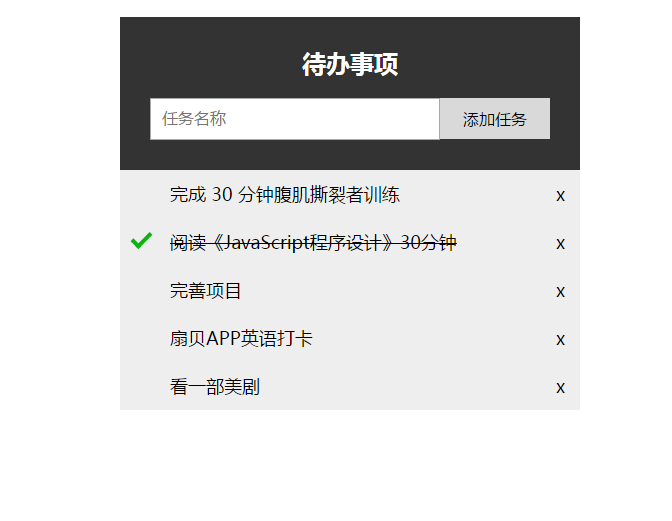 待办事项
任务名称 添加任务
完成 30 分钟腹肌撕裂者训练 x
阅读《JavaScript程序设计》30分钟 x
完善项目 x
扇贝APP英语打卡 x
看一部美剧 x